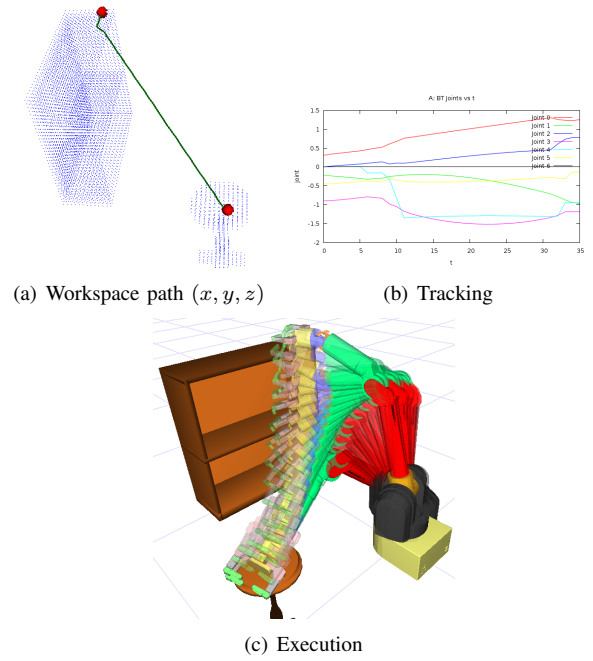 A: BT joints vs t
1.5
1
0.5
0
-0.5
-1
-1.5
-2
0 5 10 15 20 25 30 35
joint
t
joint 0
joint 1
joint 2
joint 3
joint 4
joint 5
joint 6
(a) Workspace path (x, y, z)
(b) Tracking
(c) Execution